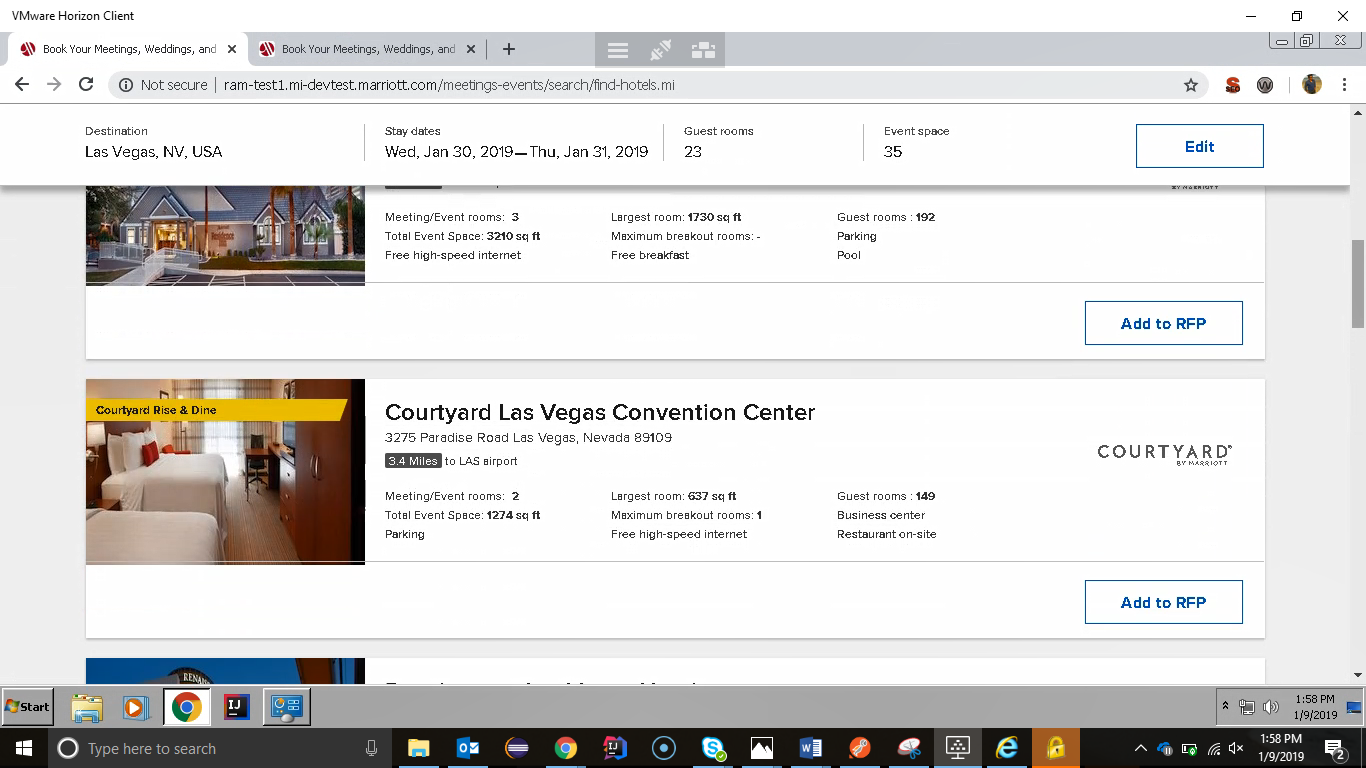 VMware Horizon Client
Book Your Meetings, Weddings, and
Book Your Meetings, Weddings, and
Not secure
ram-test1.mi-devtest.marriott.com/meetings-events/search/find-hotels.mi
Destination
Stay dates
Guest rooms
Event space
Las Vegas, NV, USA
Wed, Jan 30, 2019—Thu, Jan 31, 2019
23
35
Edit
BY MARRIOTT
Meeting/Event rooms: 3
Largest room: 1730 sq ft
Guest rooms : 192
Total Event Space: 3210 sq ft
Maximum breakout rooms: -
Parking
Free high-speed internet
Free breakfast
Pool
Add to RFP
Courtyard Rise & Dine
Courtyard Las Vegas Convention Center
3275 Paradise Road Las Vegas, Nevada 89109
3.4 Miles to LAS airport
COURTYARD®
BY MARRIOTT
Meeting/Event rooms: 2
Largest room: 637 sq ft
Guest rooms : 149
Total Event Space: 1274 sq ft
Maximum breakout rooms: 1
Business center
Parking
Free high-speed internet
Restaurant on-site
Add to RFP
Start
1:58 PM
1/9/2019
Type here to search
1:58 PM
1/9/2019
2